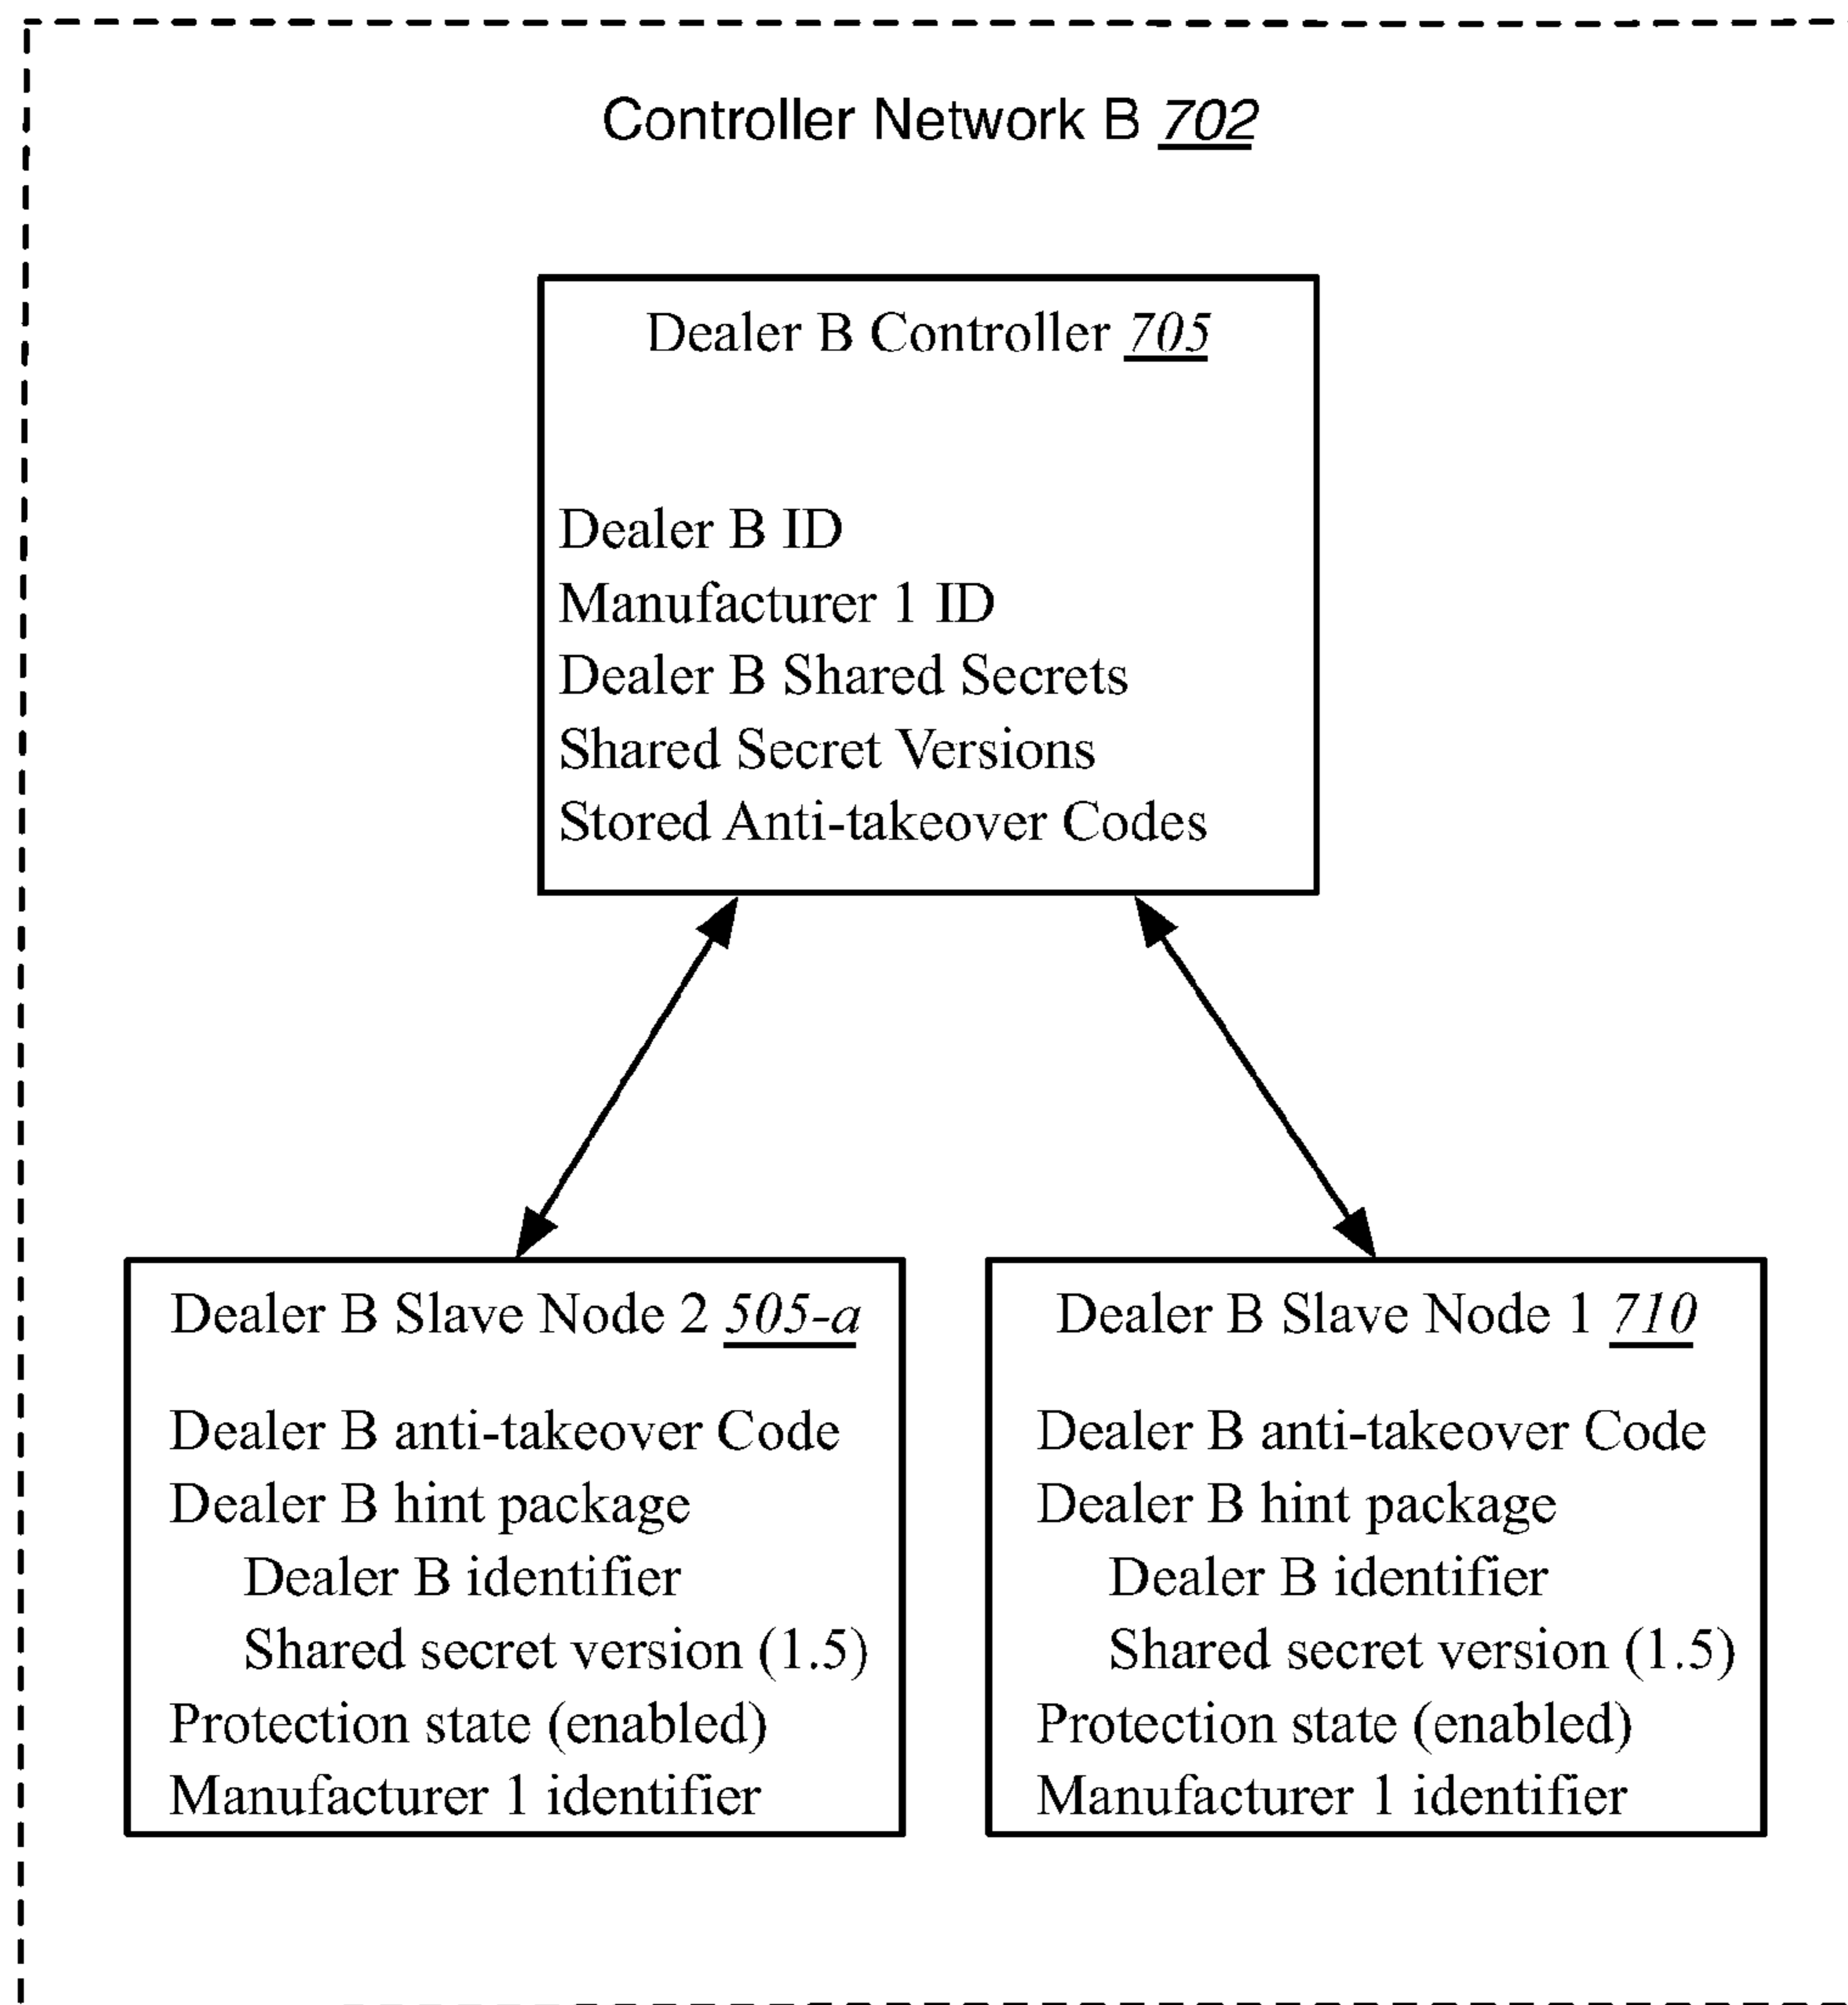 Controller Network B 702
Dealer B Controller 705
Dealer B ID
Manufacturer 1 ID
Dealer B Shared Secrets
Shared Secret Versions
Stored Anti-takeover Codes
Dealer B Slave Node 2 505-a
Dealer B anti-takeover Code
Dealer B hint package
Dealer B identifier
Shared secret version (1.5)
Protection state (enabled)
Manufacturer 1 identifier
Dealer B Slave Node 1 710
Dealer B anti-takeover Code
Dealer B hint package
Dealer B identifier
Shared secret version (1.5)
Protection state (enabled)
Manufacturer 1 identifier